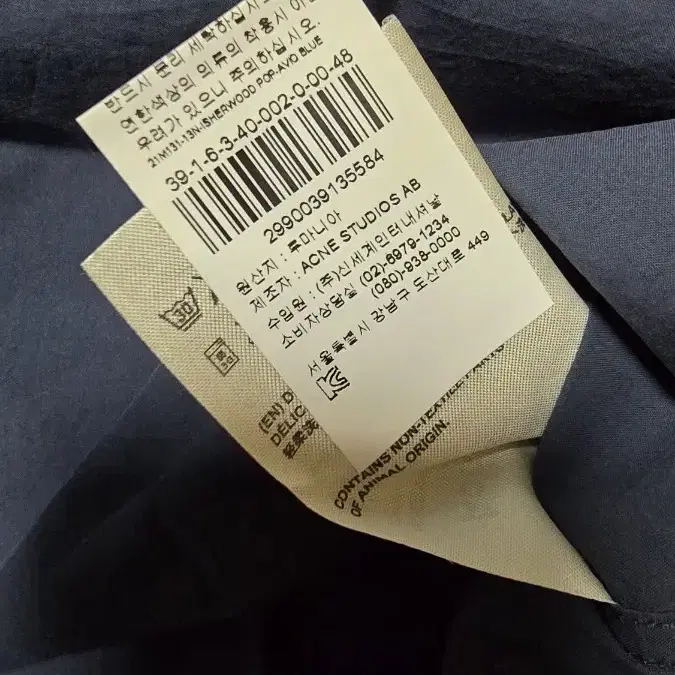 반드시 분리 세탁하십시
연한색상의 의류의 착용시 이
우려가 있으니 주의하십시오.
21M131-13N-ISHERWOOD POP-AVIO BLUE
39-1-6-3-40-002-0-00-48
2990039135584
원산지 : 루마니아
제조자 : ACNE STUDIOS AB
수입원 : (주)신세계인터내셔날
소비자상담실 (02)-6979-1234
(080)-938-0000
서울특별시 강남구 도산대로 449
30
(EN) D
DELIC
CONTAINS NON-TEXTILE PARTS
OF ANIMAL ORIGIN.